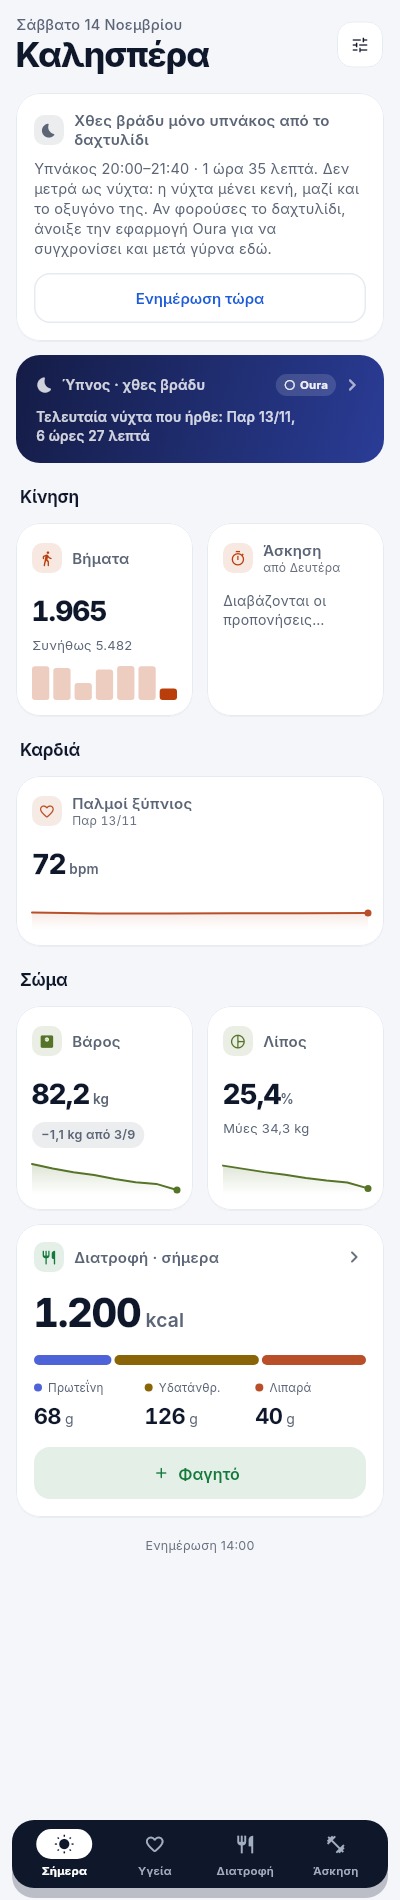 Σάββατο 14 Νοεμβρίου
Καλησπέρα
Χθες βράδυ μόνο υπνάκος από το
δαχτυλίδι
Υπνάκος 20:00–21:40 · 1 ώρα 35 λεπτά. Δεν
μετρά ως νύχτα: η νύχτα μένει κενή, μαζί και
το οξυγόνο της. Αν φορούσες το δαχτυλίδι,
άνοιξε την εφαρμογή Oura για να
συγχρονίσει και μετά γύρνα εδώ.
Ενημέρωση τώρα
Ύπνος · χθες βράδυ
Oura
Τελευταία νύχτα που ήρθε: Παρ 13/11,
6 ώρες 27 λεπτά
Κίνηση
Βήματα
1.965
Συνήθως 5.482
Άσκηση
από Δευτέρα
Διαβάζονται οι
προπονήσεις…
Καρδιά
Παλμοί ξύπνιος
Παρ 13/11
72 bpm
Σώμα
Βάρος
82,2 kg
−1,1 kg από 3/9
Λίπος
25,4%
Μύες 34,3 kg
Διατροφή · σήμερα
1.200 kcal
Πρωτεΐνη Υδατάνθρ. Λιπαρά
68 g 126 g 40 g
+ Φαγητό
Ενημέρωση 14:00
Σήμερα Υγεία Διατροφή Άσκηση